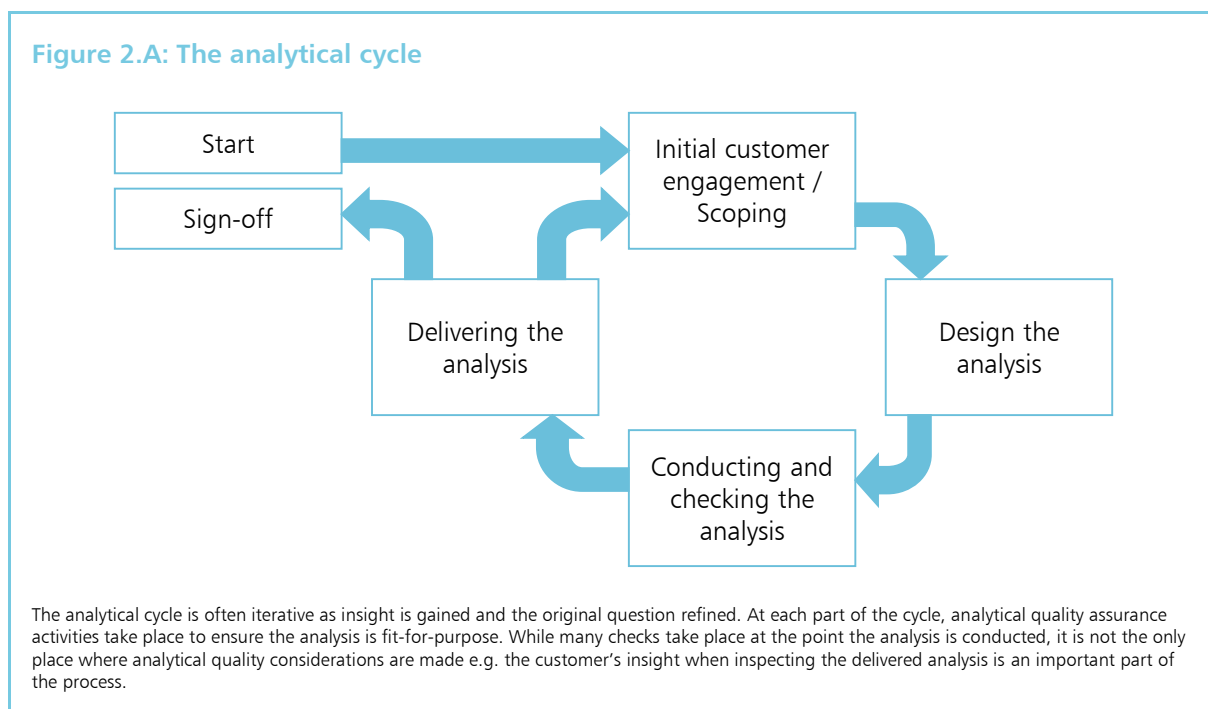 Figure 2.A: The analytical cycle
Start
Sign-off
Initial customer
engagement /
Scoping
Delivering the
analysis
Design the
analysis
Conducting and
checking the
analysis
The analytical cycle is often iterative as insight is gained and the original question refined. At each part of the cycle, analytical quality assurance
activities take place to ensure the analysis is fit-for-purpose. While many checks take place at the point the analysis is conducted, it is not the only
place where analytical quality considerations are made e.g. the customer’s insight when inspecting the delivered analysis is an important part of
the process.